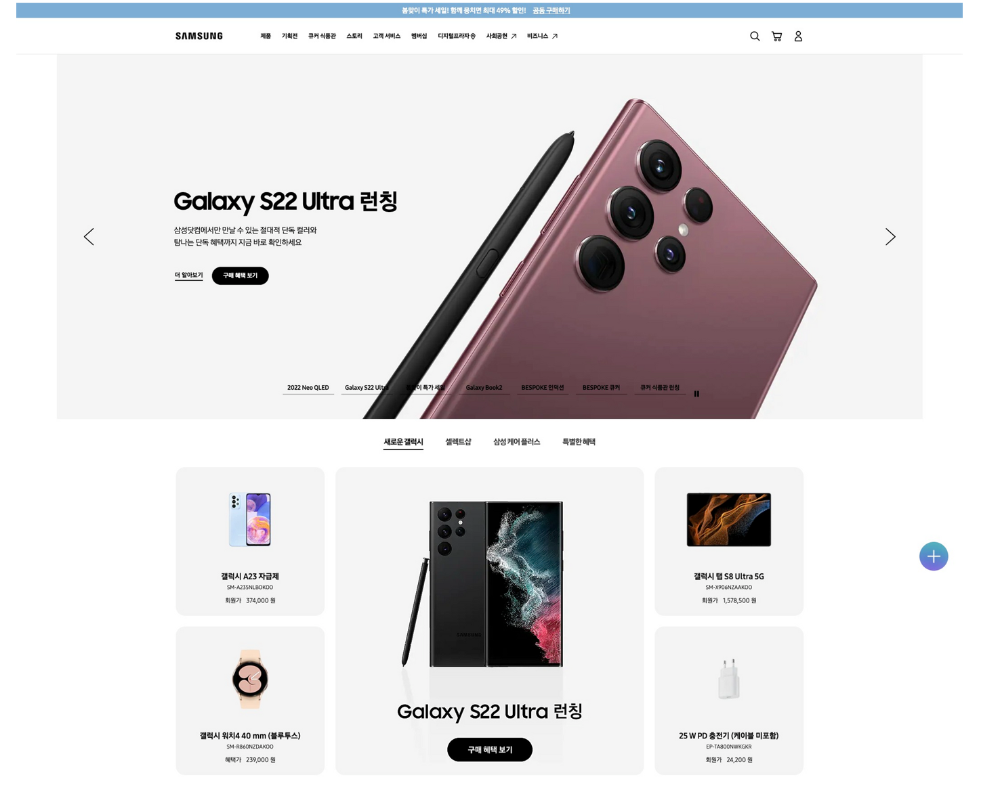 봄맞이 특가 세일! 함께 뭉치면 최대 49% 할인! 공동 구매하기
SAMSUNG 제품 기획전 큐커 식품관 스토리 고객 서비스 멤버십 디지털프라자 사회공헌 비즈니스
Galaxy S22 Ultra 런칭
삼성닷컴에서만 만날 수 있는 절대적 단독 컬러와
탐나는 단독 혜택까지 지금 바로 확인하세요
더 알아보기 구매 혜택 보기
2022 Neo QLED Galaxy S22 Ultra 봄맞이 특가 세일 Galaxy Book2 BESPOKE 인덕션 BESPOKE 큐커 큐커 식품관 런칭
새로운 갤럭시 셀렉트샵 삼성 케어 플러스 특별한 혜택
갤럭시 A23 자급제
SM-A235NLBOKOO
회원가 374,000 원
갤럭시 워치4 40 mm (블루투스)
SM-R860NZDAKOO
혜택가 239,000 원
SAMSUNG
Galaxy S22 Ultra 런칭
구매 혜택 보기
갤럭시 탭 S8 Ultra 5G
SM-X906NZAAKOO
회원가 1,578,500 원
25 W PD 충전기 (케이블 미포함)
EP-TA800NWKGKR
회원가 24,200 원